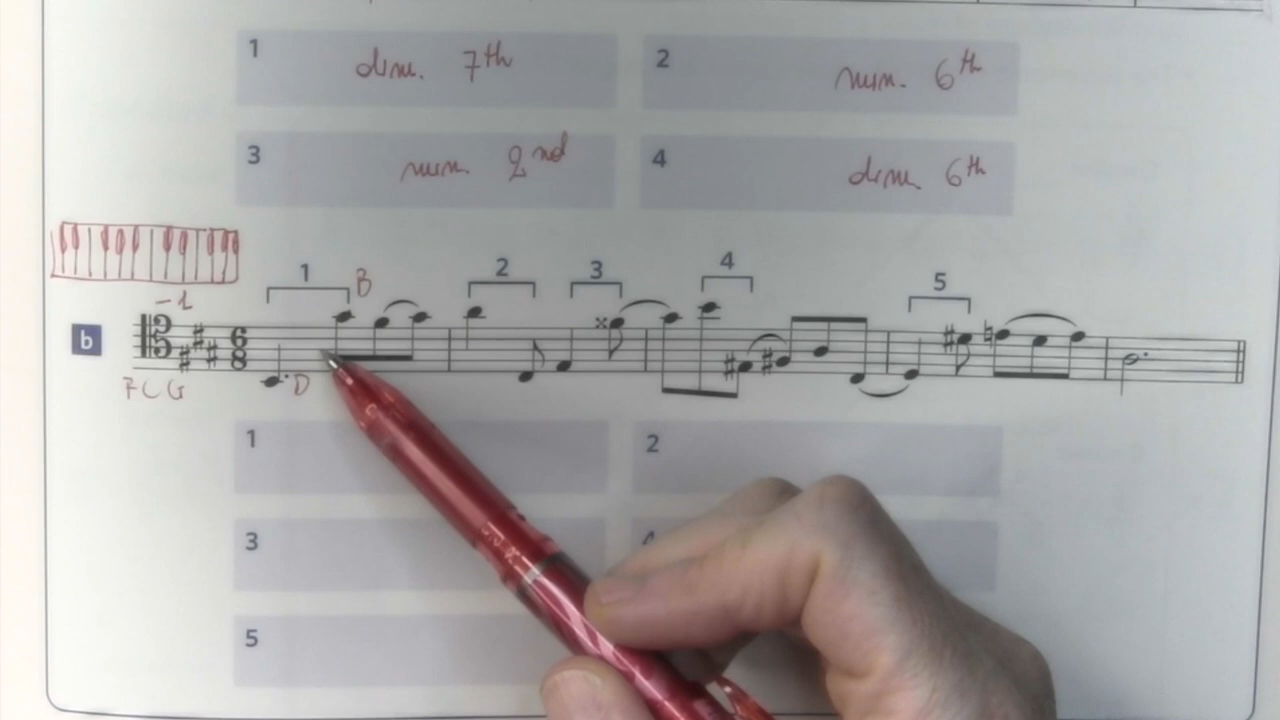 1 dim. 7th 2 min. 6th
3 min. 2nd 4 dim. 6th
1 B 2 3 4 5
-1
b 6 8
F C G D
1 2
3 4
5